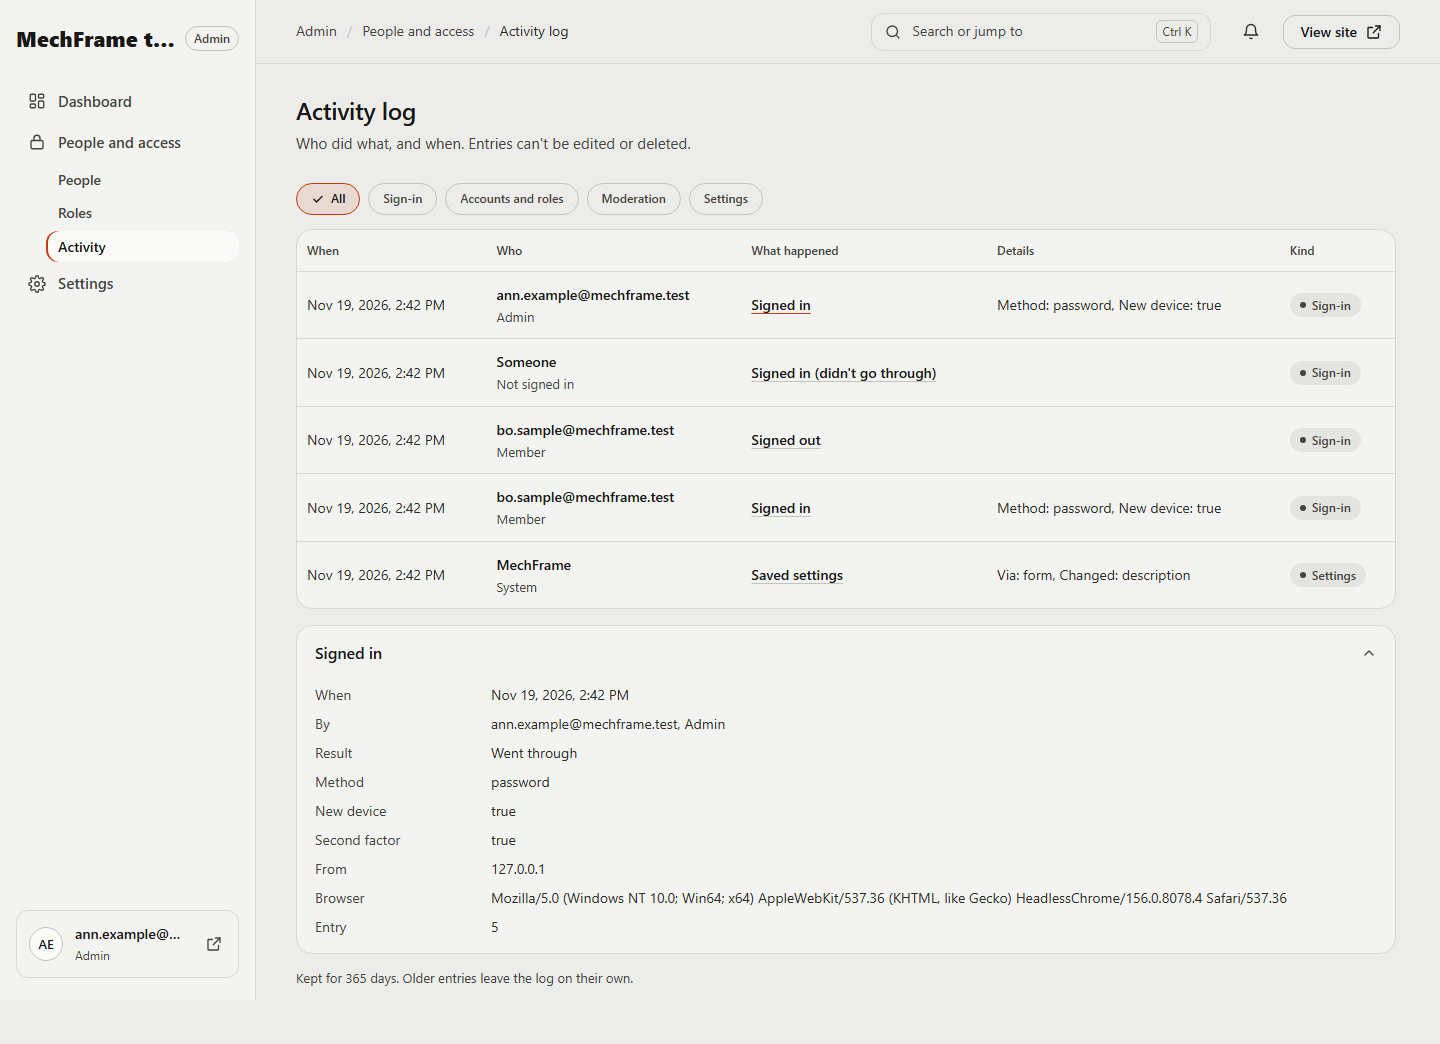 MechFrame t...
Admin
Dashboard
People and access
People
Roles
Activity
Settings
AE
ann.example@...
Admin
Admin / People and access / Activity log
Search or jump to
Ctrl K
View site
Activity log
Who did what, and when. Entries can't be edited or deleted.
All
Sign-in
Accounts and roles
Moderation
Settings
When Who What happened Details Kind
Nov 19, 2026, 2:42 PM ann.example@mechframe.test Signed in Method: password, New device: true Sign-in
Admin
Nov 19, 2026, 2:42 PM Someone Signed in (didn't go through) Sign-in
Not signed in
Nov 19, 2026, 2:42 PM bo.sample@mechframe.test Signed out Sign-in
Member
Nov 19, 2026, 2:42 PM bo.sample@mechframe.test Signed in Method: password, New device: true Sign-in
Member
Nov 19, 2026, 2:42 PM MechFrame Saved settings Via: form, Changed: description Settings
System
Signed in
When Nov 19, 2026, 2:42 PM
By ann.example@mechframe.test, Admin
Result Went through
Method password
New device true
Second factor true
From 127.0.0.1
Browser Mozilla/5.0 (Windows NT 10.0; Win64; x64) AppleWebKit/537.36 (KHTML, like Gecko) HeadlessChrome/156.0.8078.4 Safari/537.36
Entry 5
Kept for 365 days. Older entries leave the log on their own.